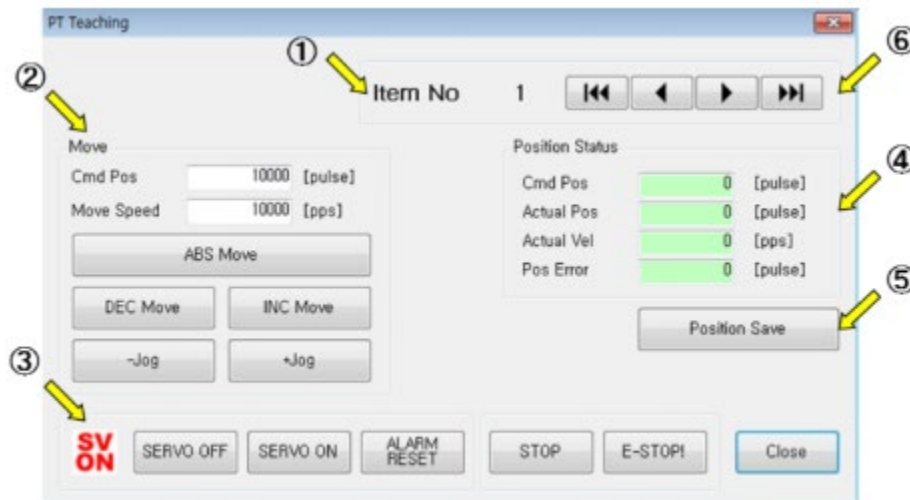 PT Teaching
①
⑥
②
Item No 1
Move
Position Status
Cmd Pos 10000 [pulse]
Cmd Pos 0 [pulse]
④
Move Speed 10000 [pps]
Actual Pos 0 [pulse]
ABS Move
Actual Vel 0 [pps]
Pos Error 0 [pulse]
⑤
DEC Move INC Move
Position Save
-Jog +Jog
③
SV ON
SERVO OFF
SERVO ON
ALARM RESET
STOP
E-STOP!
Close